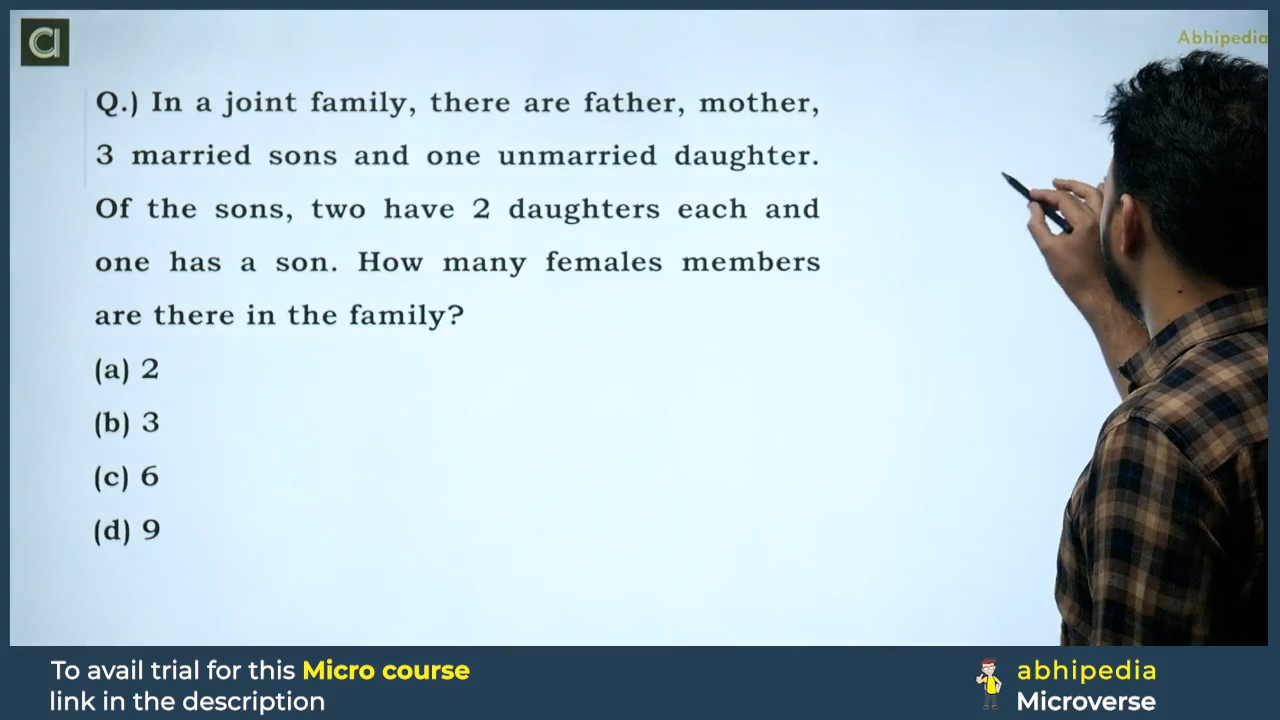 Abhipedia
Q.) In a joint family, there are father, mother,
3 married sons and one unmarried daughter.
Of the sons, two have 2 daughters each and
one has a son. How many females members
are there in the family?
(a) 2
(b) 3
(c) 6
(d) 9
To avail trial for this Micro course
link in the description
abhipedia
Microverse